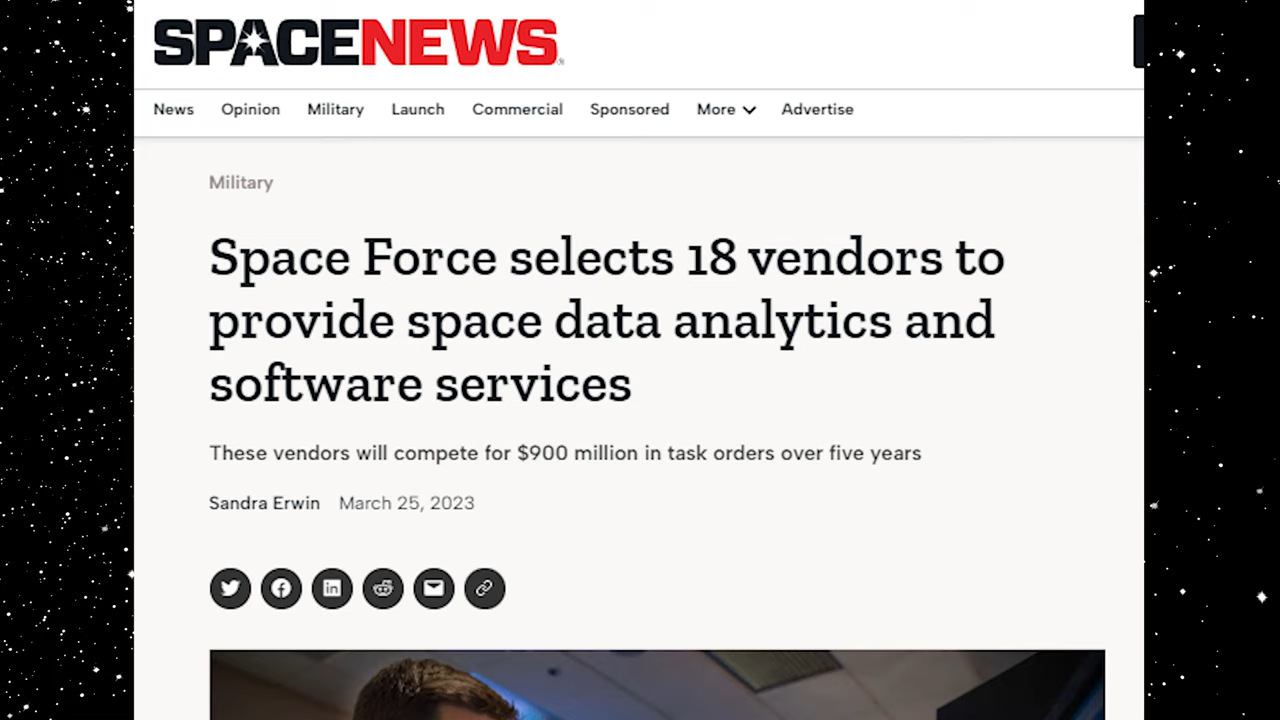 SPACENEWS
News Opinion Military Launch Commercial Sponsored More Advertise
Military
Space Force selects 18 vendors to
provide space data analytics and
software services
These vendors will compete for $900 million in task orders over five years
Sandra Erwin March 25, 2023